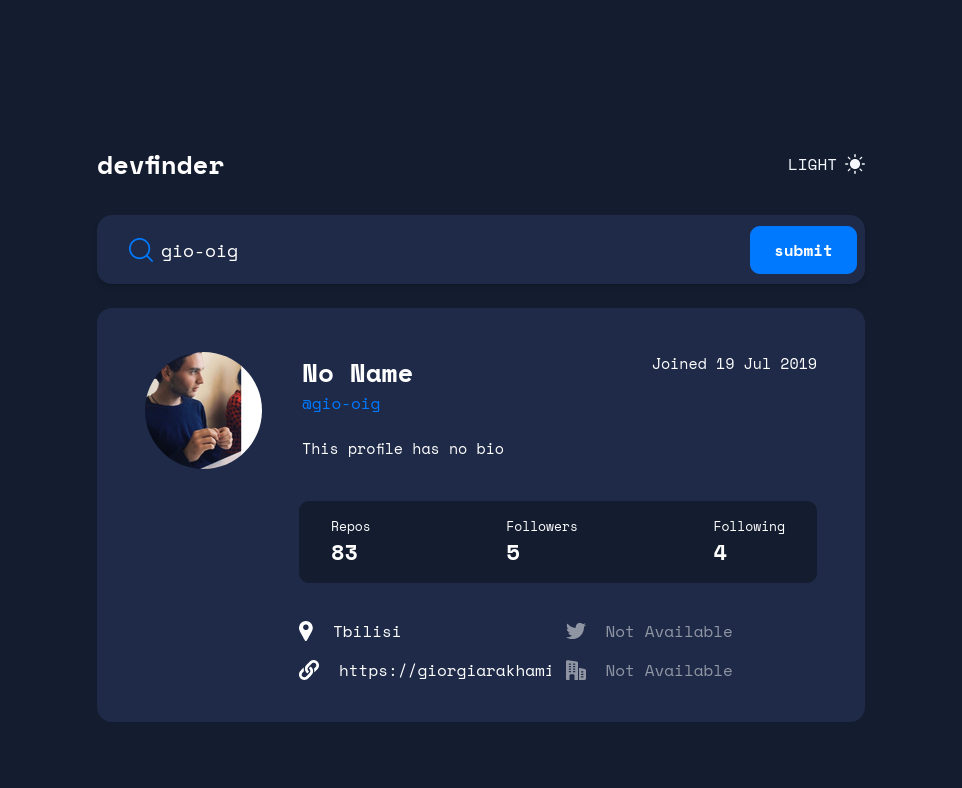 devfinder
LIGHT
gio-oig
submit
No Name
Joined 19 Jul 2019
@gio-oig
This profile has no bio
Repos Followers Following
83 5 4
Tbilisi Not Available
https://giorgiarakhami Not Available